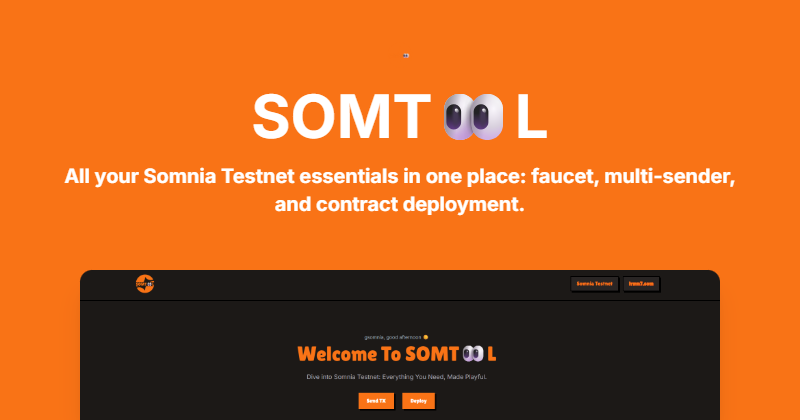 SOMT👀L
All your Somnia Testnet essentials in one place: faucet, multi-sender,
and contract deployment.
Somnia Testnet
gsomnia, good afternoon
Welcome To SOMT👀L
Dive into Somnia Testnet: Everything You Need, Made Playful.
Send TX Deploy